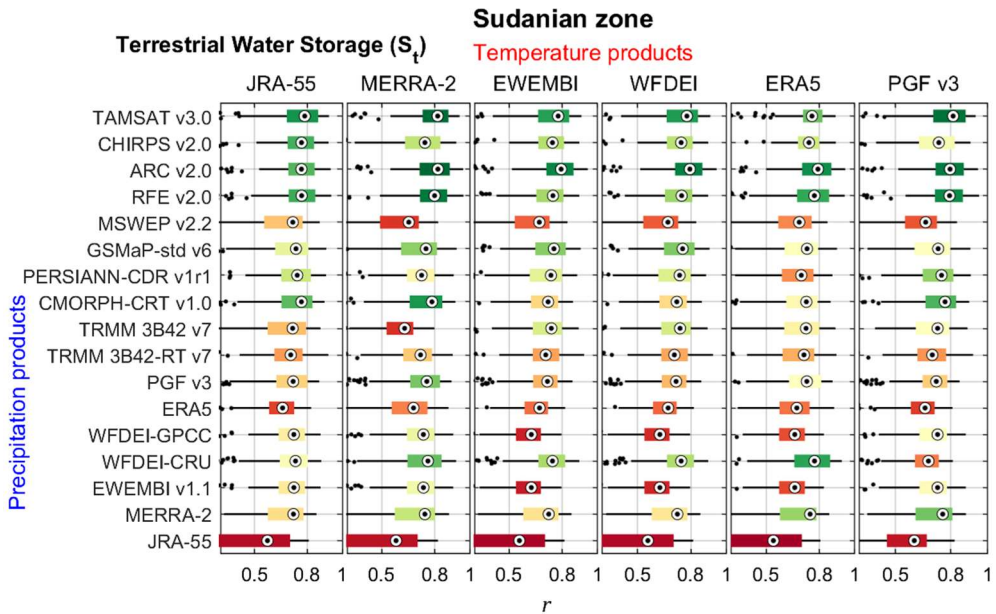 Sudanian zone
Terrestrial Water Storage (St)
Temperature products
JRA-55 MERRA-2 EWEMBI WFDEI ERA5 PGF v3
Precipitation products
TAMSAT v3.0
CHIRPS v2.0
ARC v2.0
RFE v2.0
MSWEP v2.2
GSMaP-std v6
PERSIANN-CDR v1r1
CMORPH-CRT v1.0
TRMM 3B42 v7
TRMM 3B42-RT v7
PGF v3
ERA5
WFDEI-GPCC
WFDEI-CRU
EWEMBI v1.1
MERRA-2
JRA-55
0.5 0.8 1 0.5 0.8 1 0.5 0.8 1 0.5 0.8 1 0.5 0.8 1 0.5 0.8 1
r